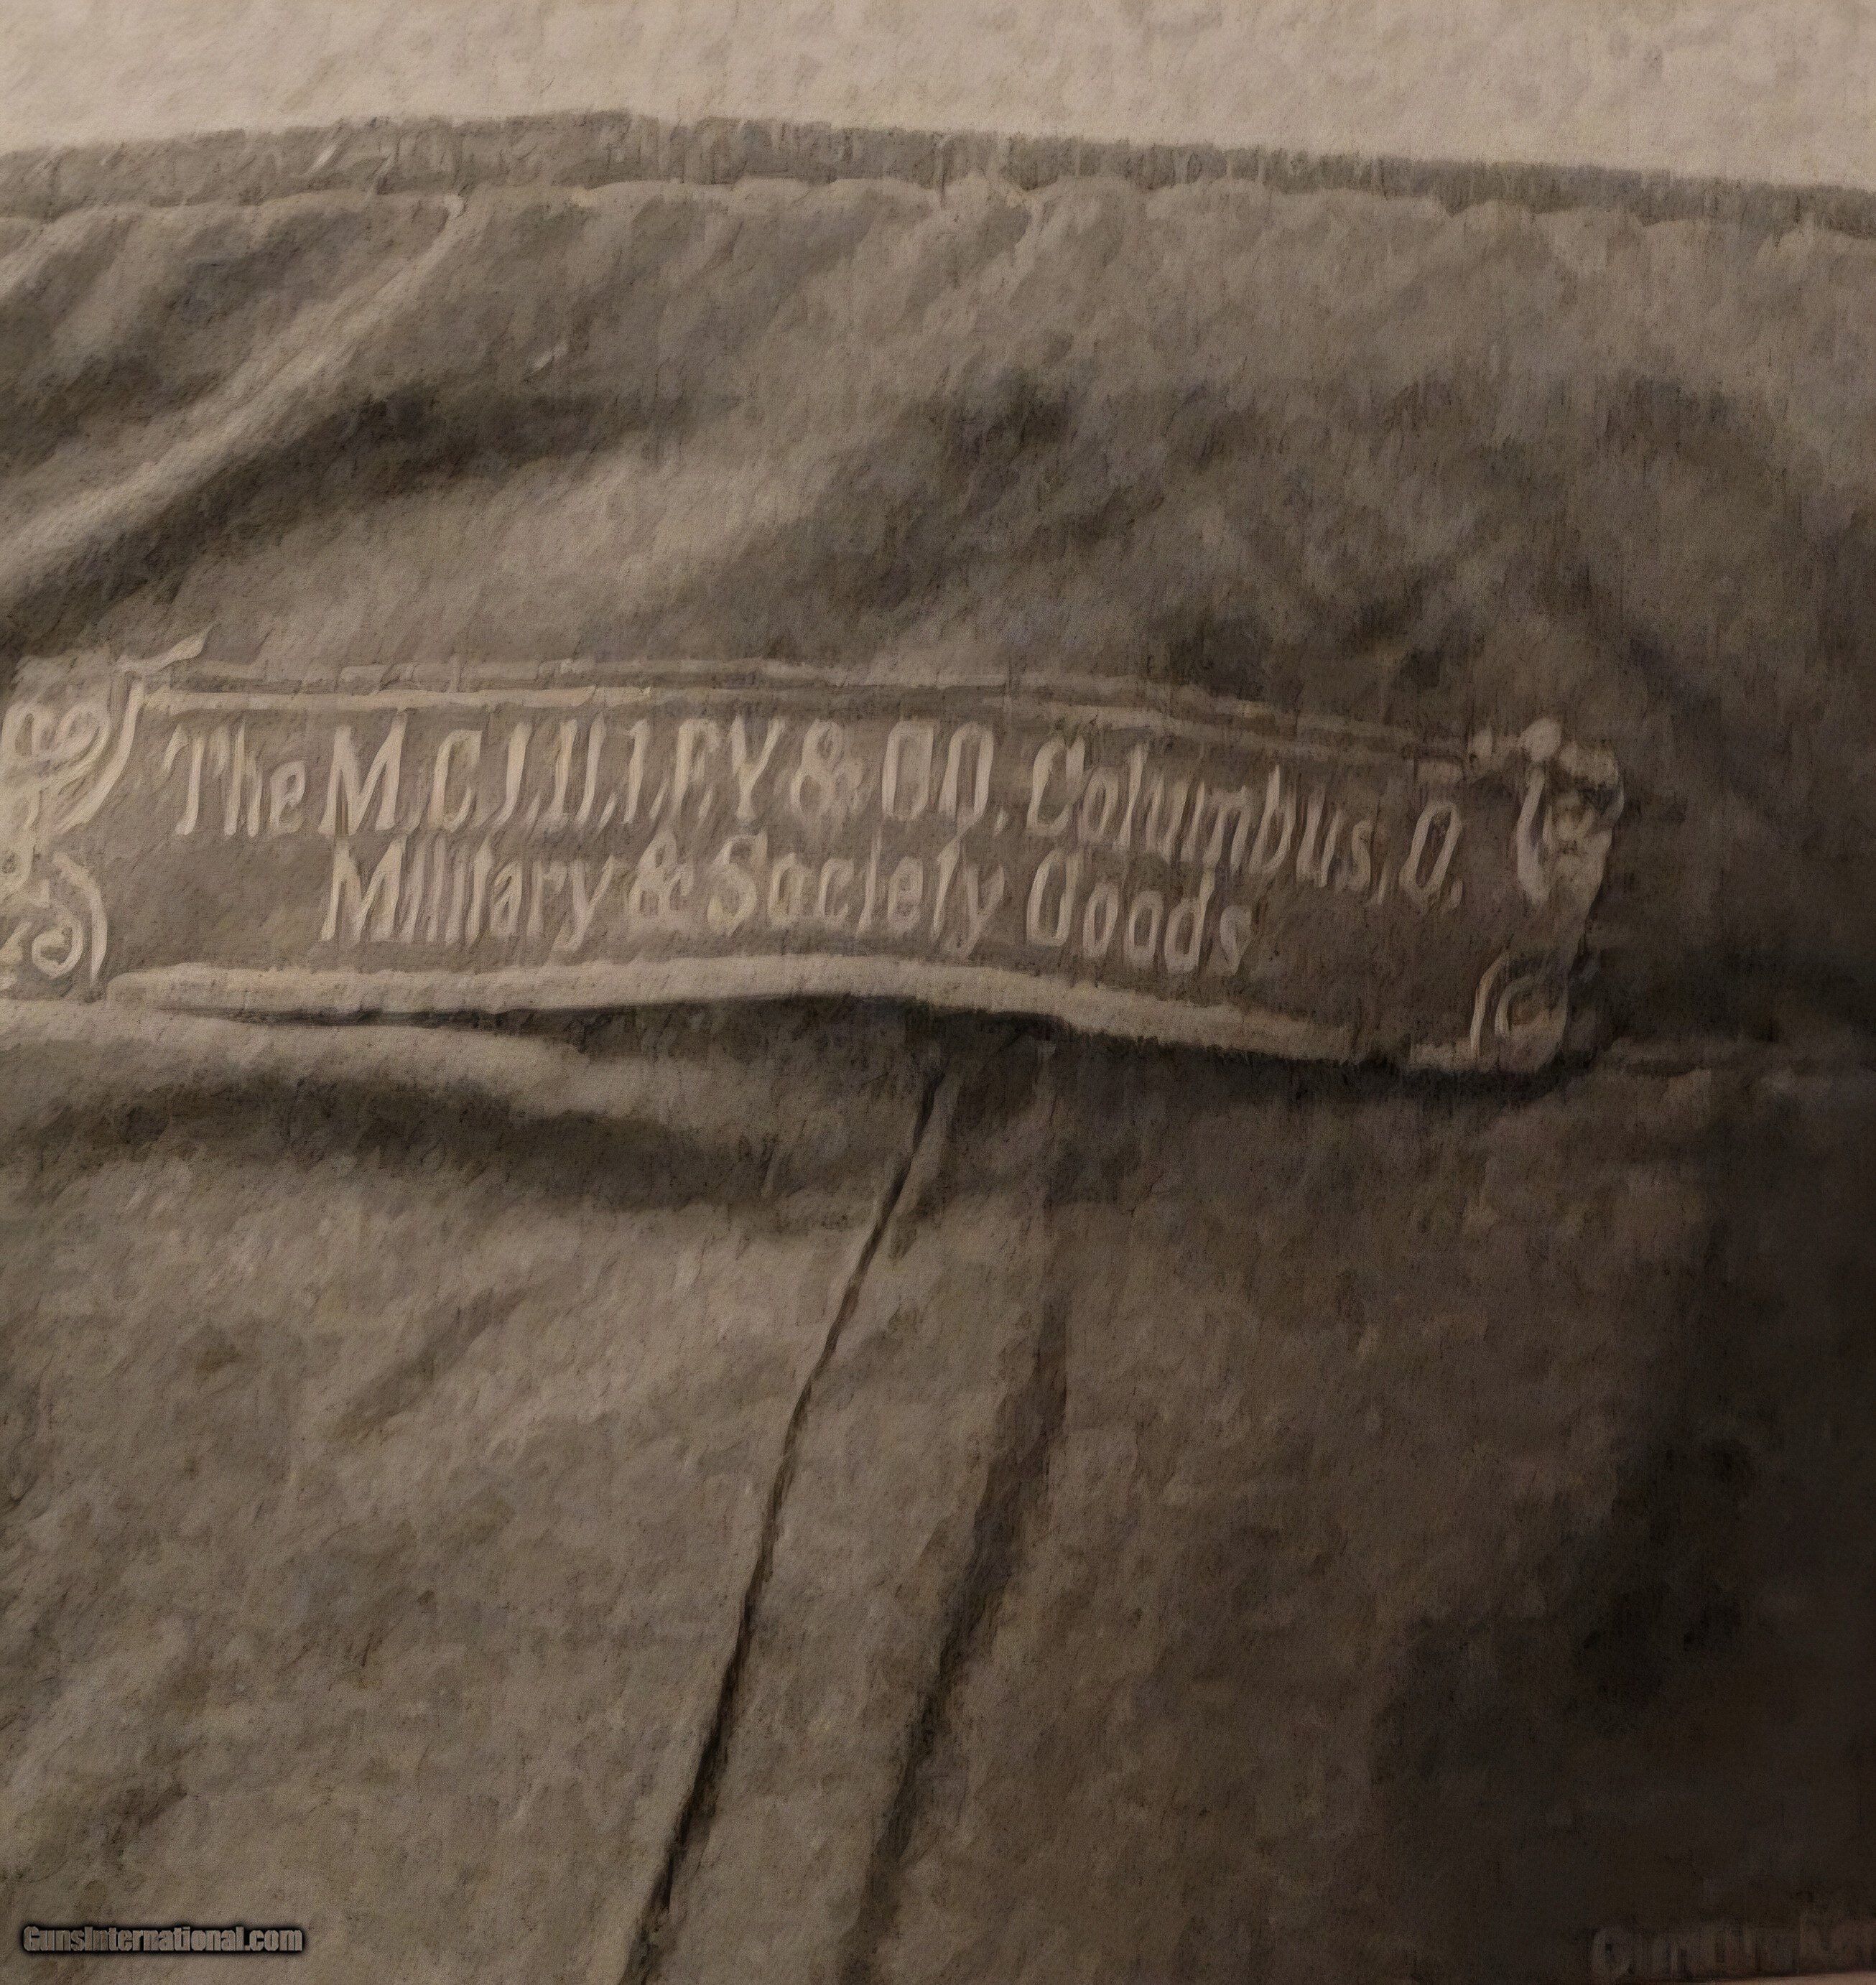 The M.C. LILLEY & CO. Columbus, O.
Military & Society Goods
GunsInternational.com